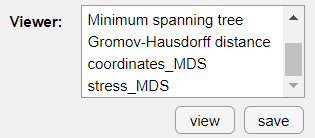 Viewer:
Minimum spanning tree
Gromov-Hausdorff distance
coordinates_MDS
stress_MDS
view save